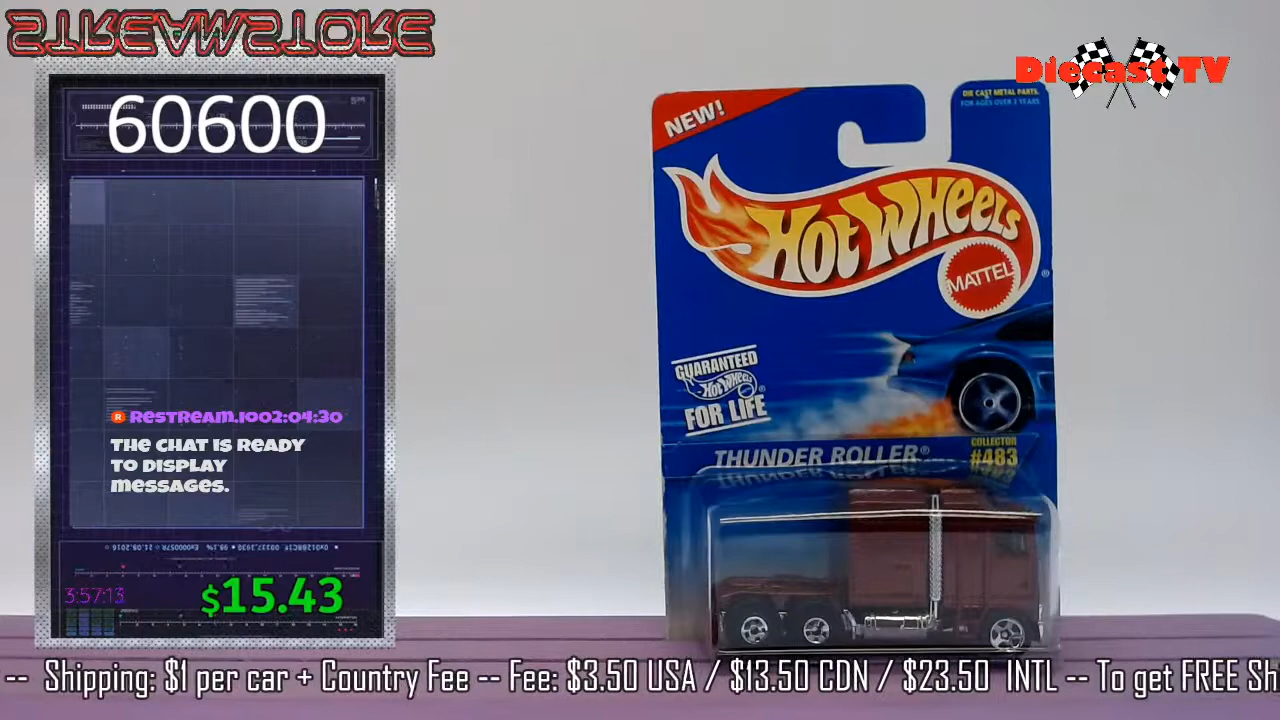 STREAMSTORE
60600
Restream.io 02:04:30
THE CHAT IS READY
TO DISPLAY
messages.
3:57:13
$15.43
Diecast TV
NEW!
DIE CAST METAL PARTS.
FOR AGES OVER 3 YEARS
HOT WHEELS
MATTEL
®
GUARANTEED
HOT WHEELS
FOR LIFE
THUNDER ROLLER®
COLLECTOR
#483
-- Shipping: $1 per car + Country Fee -- Fee: $3.50 USA / $13.50 CDN / $23.50 INTL -- To get FREE Sh